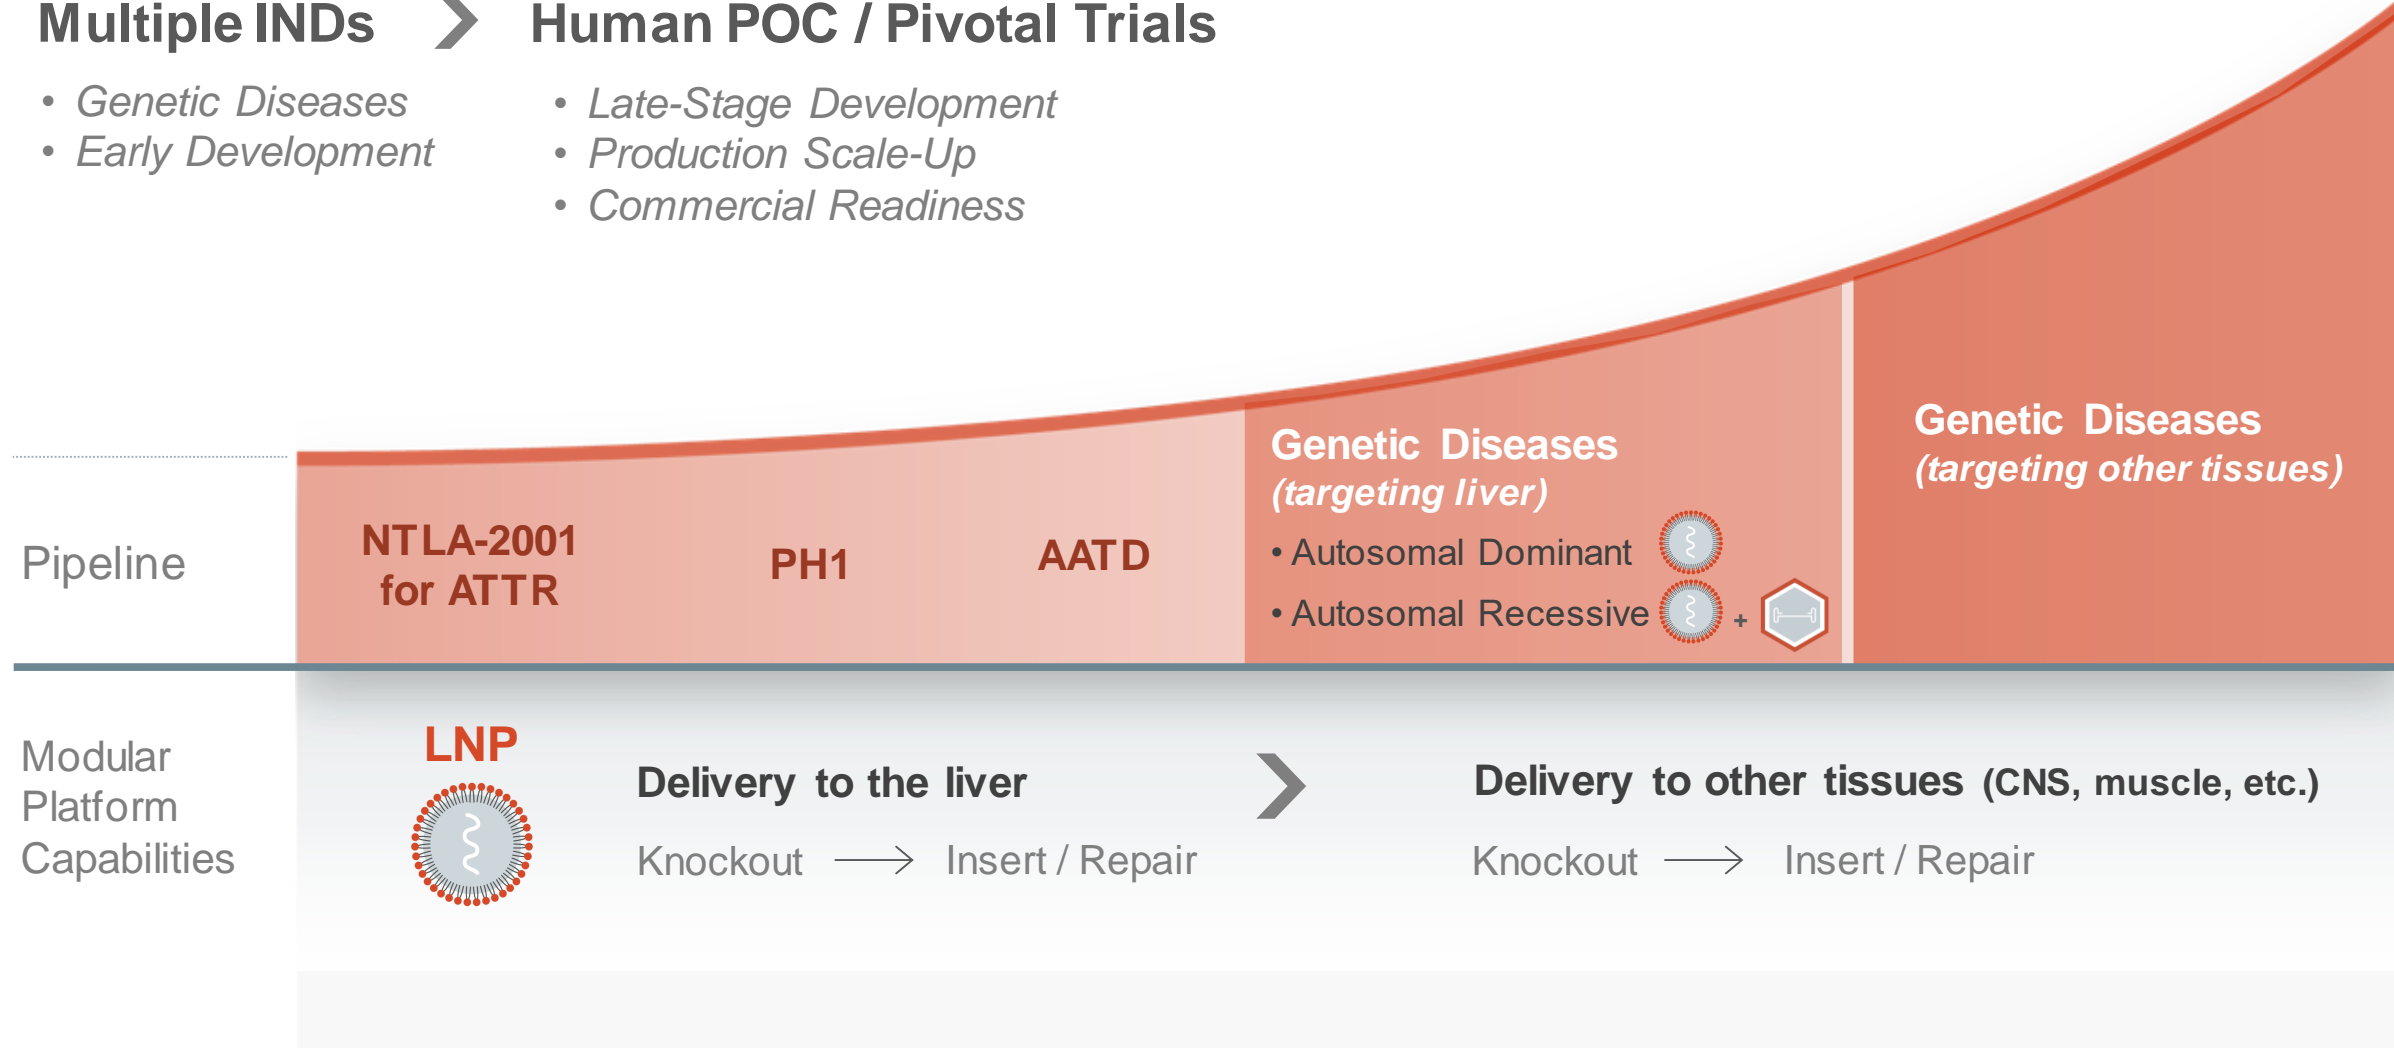 Multiple INDs
• Genetic Diseases
• Early Development
Human POC / Pivotal Trials
• Late-Stage Development
• Production Scale-Up
• Commercial Readiness
Pipeline
NTLA-2001
for ATTR
PH1
AATD
Genetic Diseases
(targeting liver)
• Autosomal Dominant
• Autosomal Recessive +
Genetic Diseases
(targeting other tissues)
Modular
Platform
Capabilities
LNP
Delivery to the liver
Knockout → Insert / Repair
Delivery to other tissues (CNS, muscle, etc.)
Knockout → Insert / Repair